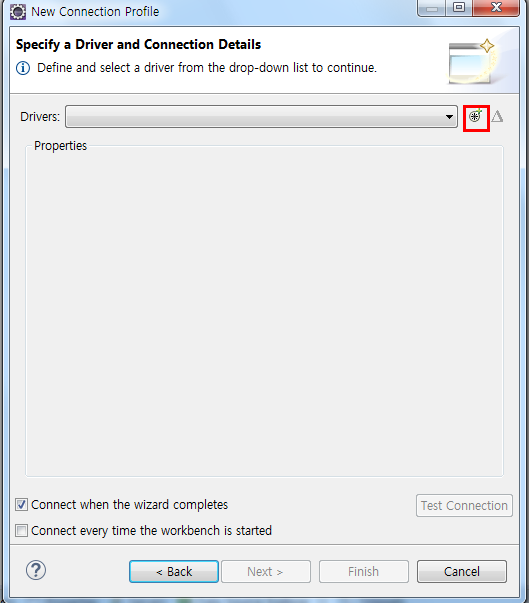 New Connection Profile
Specify a Driver and Connection Details
Define and select a driver from the drop-down list to continue.
Drivers:
Properties
Connect when the wizard completes
Test Connection
Connect every time the workbench is started
< Back
Next >
Finish
Cancel